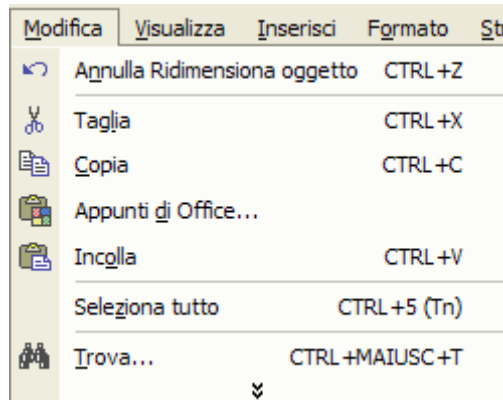 Modifica Visualizza Inserisci Formato St
Annulla Ridimensiona oggetto CTRL+Z
Taglia CTRL+X
Copia CTRL+C
Appunti di Office...
Incolla CTRL+V
Seleziona tutto CTRL+5 (Tn)
Trova... CTRL+MAIUSC+T